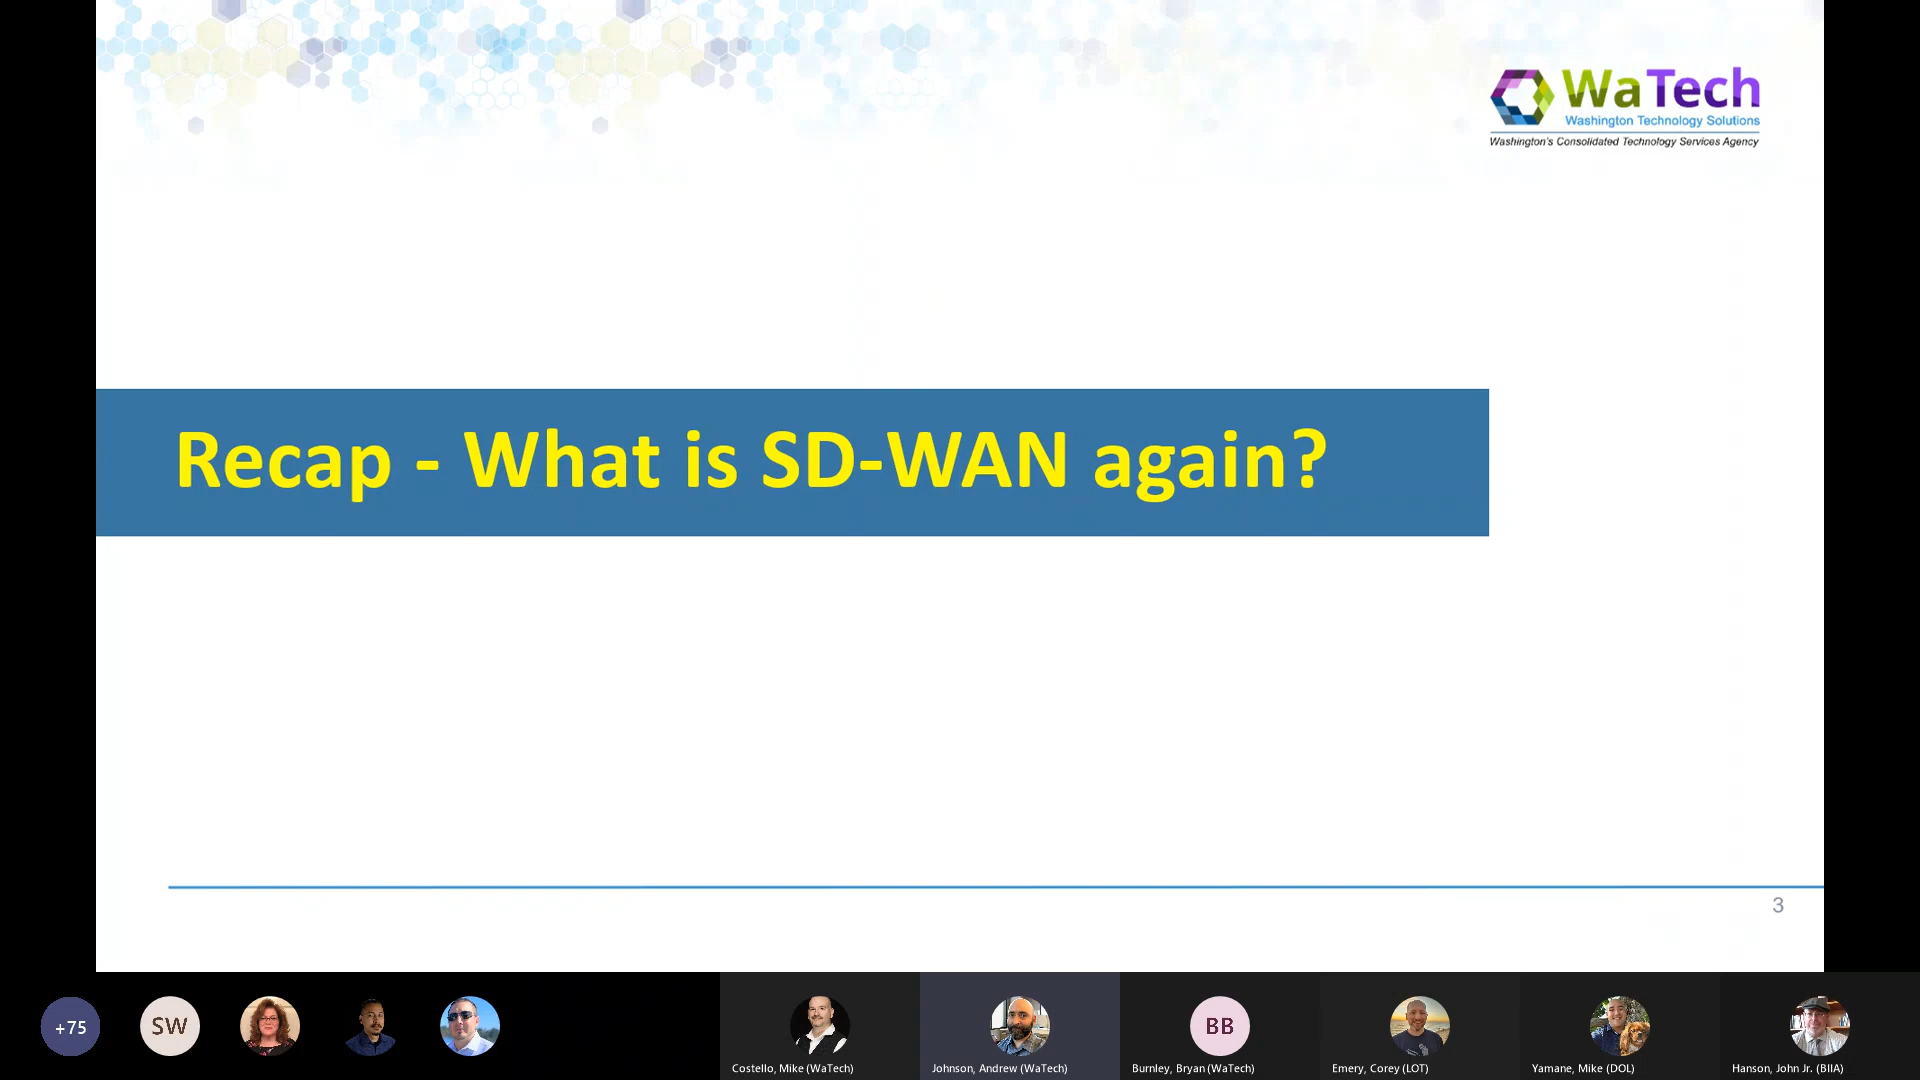 WaTech
Washington Technology Solutions
Washington's Consolidated Technology Services Agency
Recap - What is SD-WAN again?
3
+75
SW
BB
Costello, Mike (WaTech)
Johnson, Andrew (WaTech)
Burnley, Bryan (WaTech)
Emery, Corey (LOT)
Yamane, Mike (DOL)
Hanson, John Jr. (BIIA)